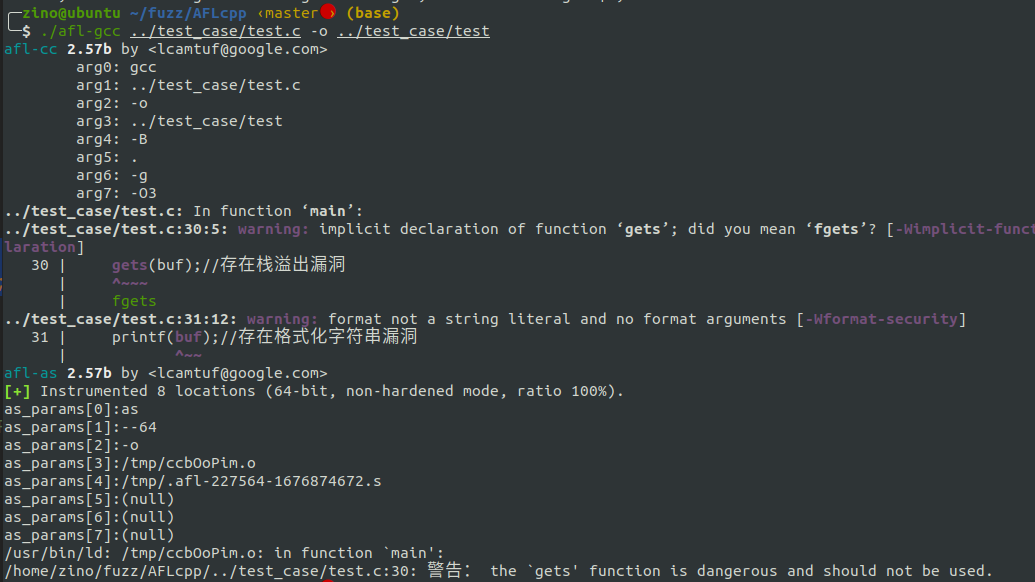 zino@ubuntu ~/fuzz/AFLcpp ‹master› (base)
$ ./afl-gcc ../test_case/test.c -o ../test_case/test
afl-cc 2.57b by <lcamtuf@google.com>
arg0: gcc
arg1: ../test_case/test.c
arg2: -o
arg3: ../test_case/test
arg4: -B
arg5: .
arg6: -g
arg7: -O3
../test_case/test.c: In function ‘main’:
../test_case/test.c:30:5: warning: implicit declaration of function ‘gets’; did you mean ‘fgets’? [-Wimplicit-funct
laration]
30 | gets(buf);//存在栈溢出漏洞
| ^~~~
| fgets
../test_case/test.c:31:12: warning: format not a string literal and no format arguments [-Wformat-security]
31 | printf(buf);//存在格式化字符串漏洞
| ^~~
afl-as 2.57b by <lcamtuf@google.com>
[+] Instrumented 8 locations (64-bit, non-hardened mode, ratio 100%).
as_params[0]:as
as_params[1]:--64
as_params[2]:-o
as_params[3]:/tmp/ccbOoPim.o
as_params[4]:/tmp/.afl-227564-1676874672.s
as_params[5]:(null)
as_params[6]:(null)
as_params[7]:(null)
/usr/bin/ld: /tmp/ccbOoPim.o: in function `main':
/home/zino/fuzz/AFLcpp/../test_case/test.c:30: 警告： the `gets' function is dangerous and should not be used.